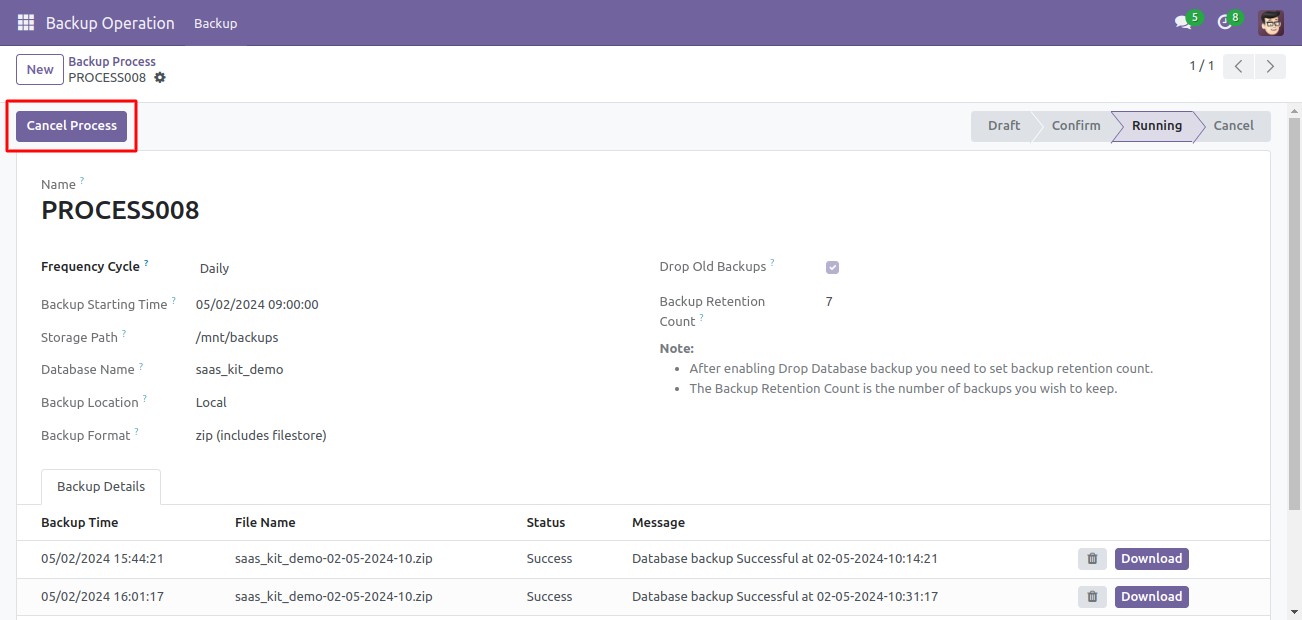 Backup Operation Backup 5 8
New Backup Process
PROCESS008
1 / 1
Cancel Process Draft Confirm Running Cancel
Name ?
PROCESS008
Frequency Cycle ? Daily Drop Old Backups ?
Backup Starting Time ? 05/02/2024 09:00:00 Backup Retention 7
Count ?
Storage Path ? /mnt/backups
Note:
Database Name ? saas_kit_demo • After enabling Drop Database backup you need to set backup retention count.
• The Backup Retention Count is the number of backups you wish to keep.
Backup Location ? Local
Backup Format ? zip (includes filestore)
Backup Details
Backup Time File Name Status Message
05/02/2024 15:44:21 saas_kit_demo-02-05-2024-10.zip Success Database backup Successful at 02-05-2024-10:14:21 Download
05/02/2024 16:01:17 saas_kit_demo-02-05-2024-10.zip Success Database backup Successful at 02-05-2024-10:31:17 Download